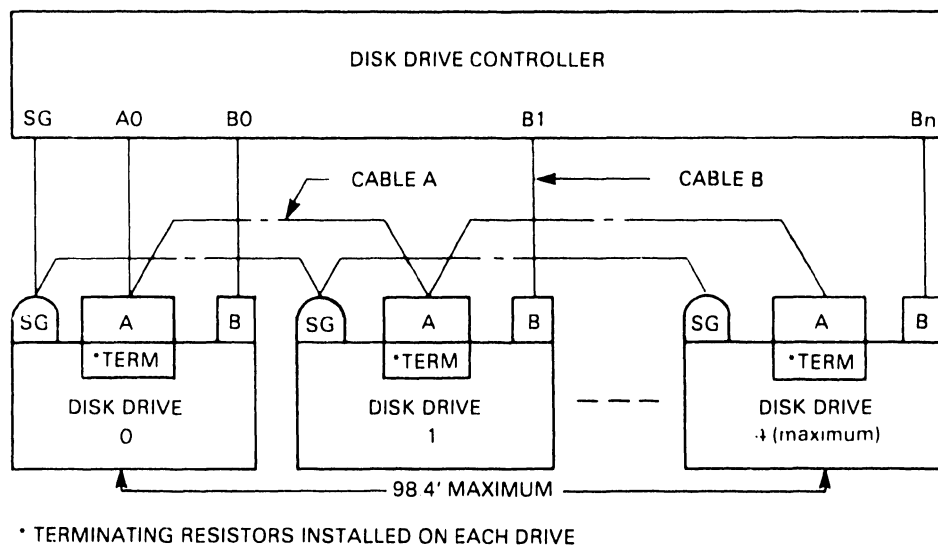 DISK DRIVE CONTROLLER
SG A0 B0 B1 Bn
CABLE A CABLE B
SG A B SG A B SG A B
*TERM *TERM *TERM
DISK DRIVE DISK DRIVE DISK DRIVE
0 1 (maximum)
98.4' MAXIMUM
* TERMINATING RESISTORS INSTALLED ON EACH DRIVE